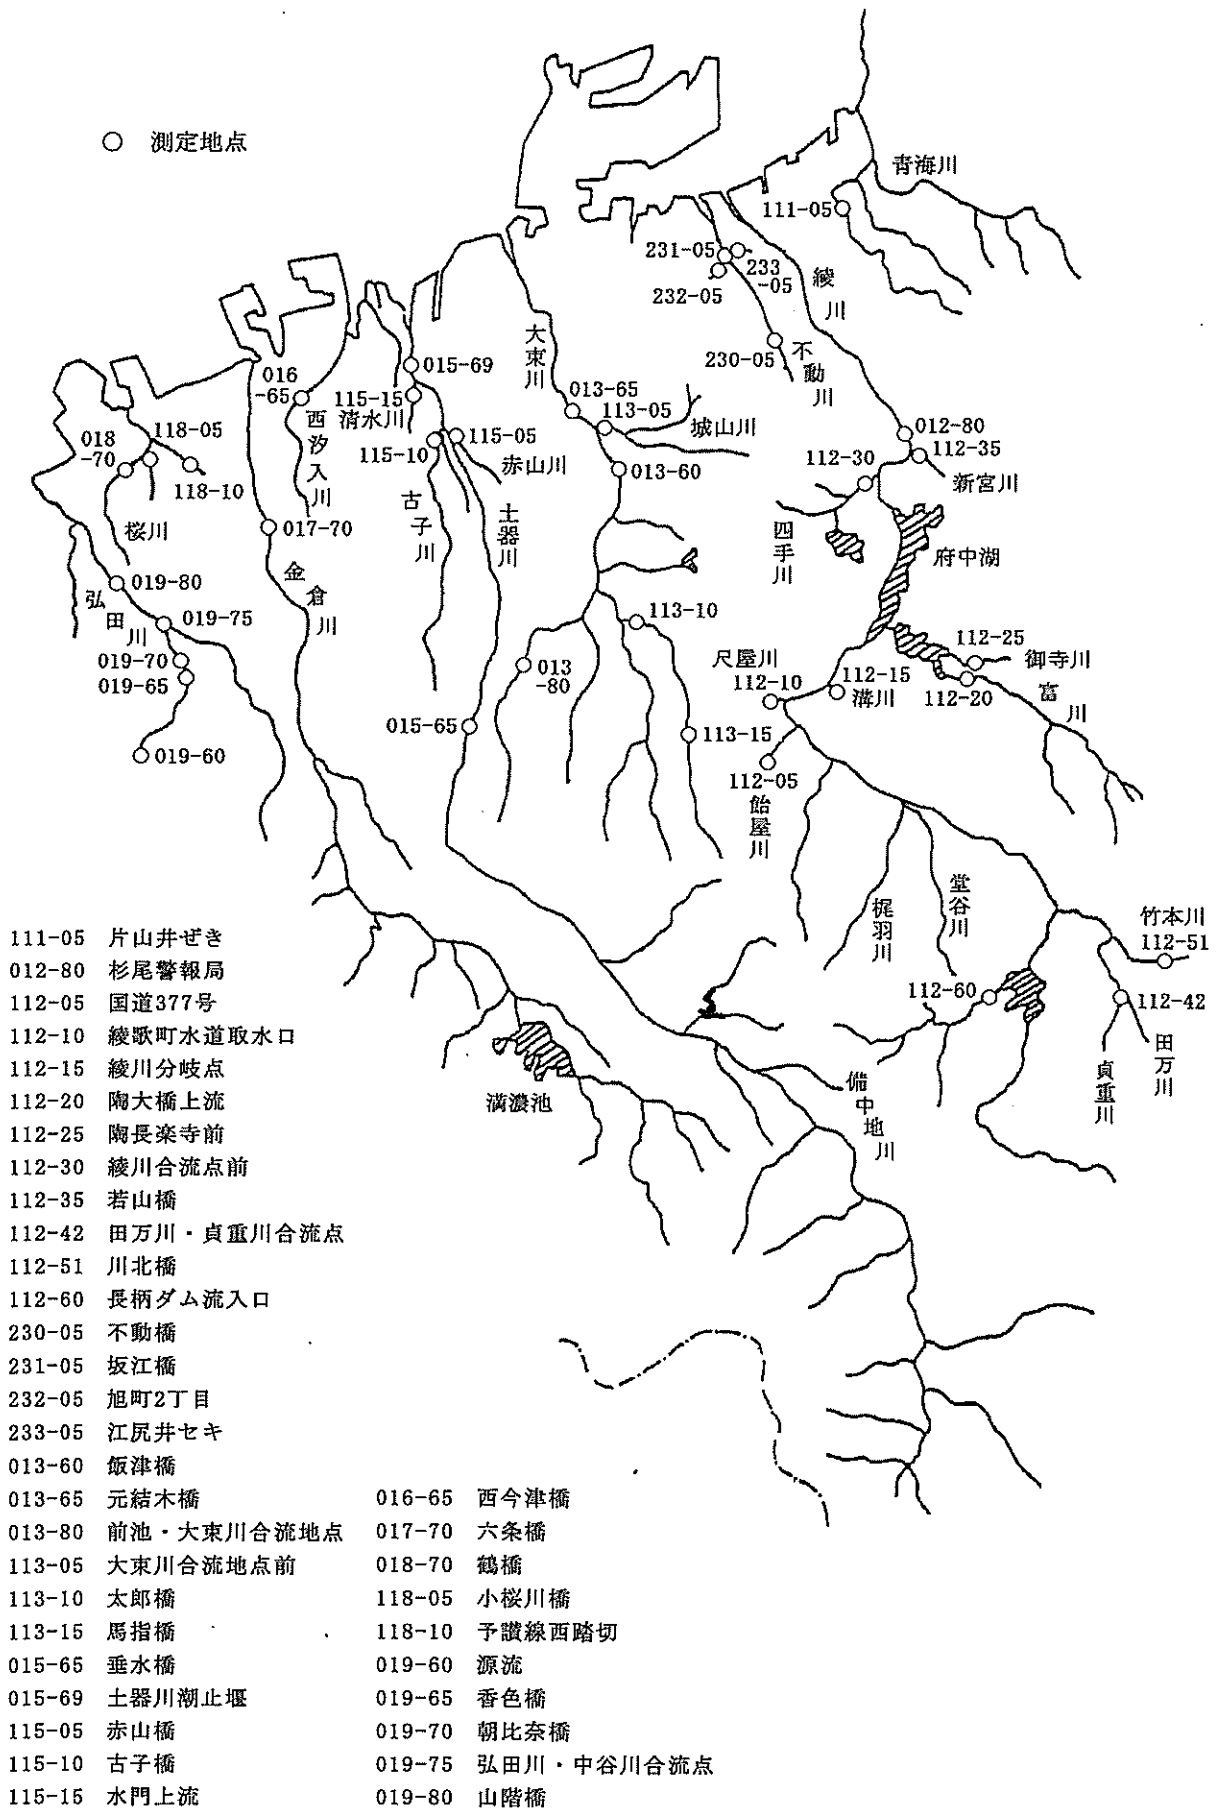 ○ 測定地点
青海川
111-05
231-05
233
-05
232-05
綾川
大束川
230-05
不動川
015-69
016
-65
115-15
清水川
013-65
113-05
城山川
西汐入川
018
-70
118-05
115-05
115-10
赤山川
012-80
112-35
118-10
013-60
112-30
新宮川
古子川
土器川
桜川
017-70
四手川
府中湖
金倉川
019-80
弘田川
019-75
113-10
112-25
御寺川
019-70
尺屋川
013
-80
112-15
019-65
112-10
溝川
112-20
富川
015-65
113-15
019-60
112-05
飴屋川
堂谷川
梶羽川
竹本川
112-51
112-60
112-42
田万川
貞重川
備中地川
満濃池
111-05 片山井ぜき
012-80 杉尾警報局
112-05 国道377号
112-10 綾歌町水道取水口
112-15 綾川分岐点
112-20 陶大橋上流
112-25 陶長楽寺前
112-30 綾川合流点前
112-35 若山橋
112-42 田万川・貞重川合流点
112-51 川北橋
112-60 長柄ダム流入口
230-05 不動橋
231-05 坂江橋
232-05 旭町2丁目
233-05 江尻井セキ
013-60 飯津橋
013-65 元結木橋
013-80 前池・大束川合流地点
113-05 大束川合流地点前
113-10 太郎橋
113-15 馬指橋
015-65 垂水橋
015-69 土器川潮止堰
115-05 赤山橋
115-10 古子橋
115-15 水門上流
016-65 西今津橋
017-70 六条橋
018-70 鶴橋
118-05 小桜川橋
118-10 予讃線西踏切
019-60 源流
019-65 香色橋
019-70 朝比奈橋
019-75 弘田川・中谷川合流点
019-80 山階橋